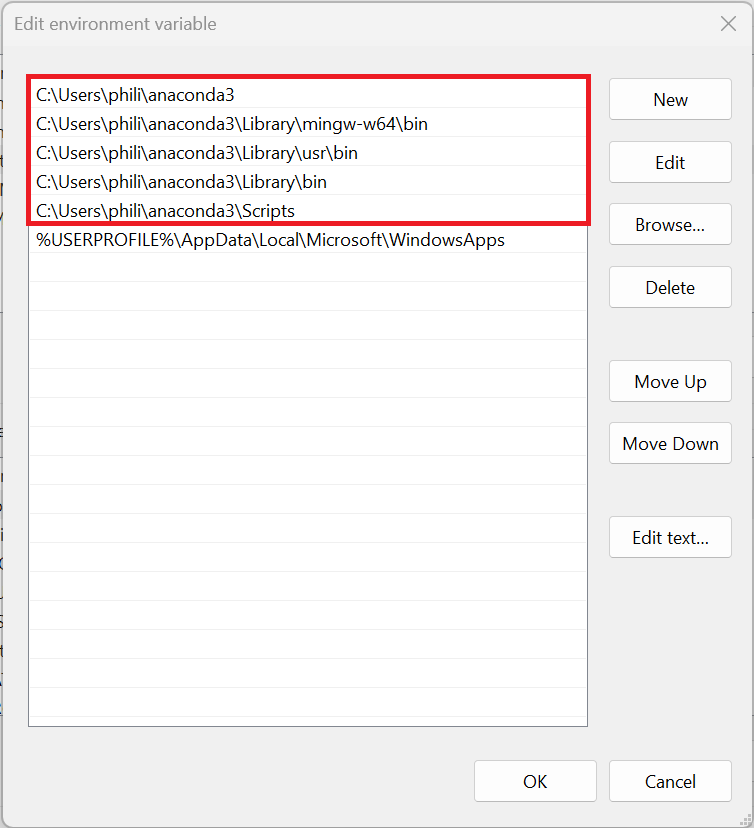 Edit environment variable
C:\Users\phili\anaconda3
C:\Users\phili\anaconda3\Library\mingw-w64\bin
C:\Users\phili\anaconda3\Library\usr\bin
C:\Users\phili\anaconda3\Library\bin
C:\Users\phili\anaconda3\Scripts
%USERPROFILE%\AppData\Local\Microsoft\WindowsApps
New
Edit
Browse...
Delete
Move Up
Move Down
Edit text...
OK
Cancel